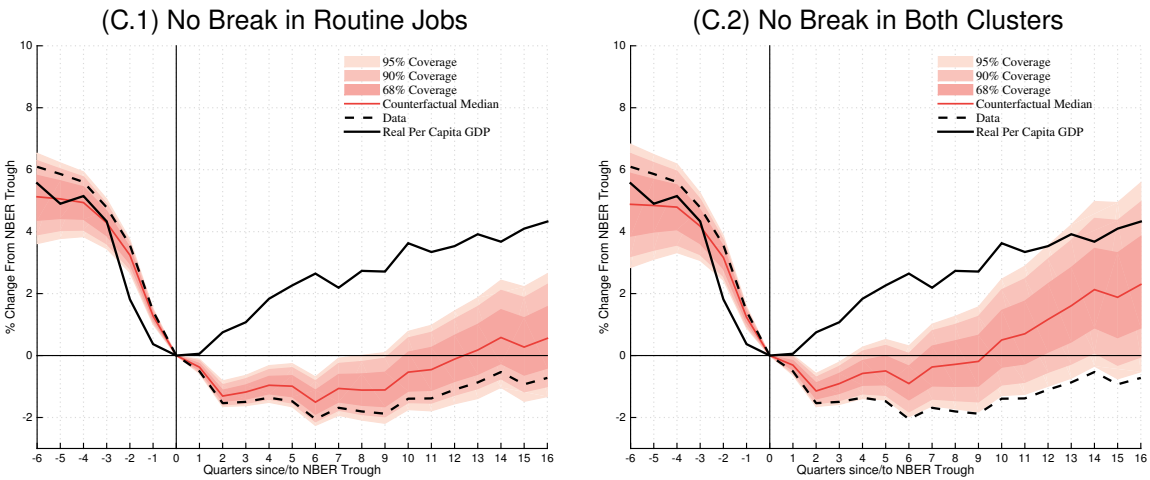 (C.1) No Break in Routine Jobs
10
8
6
4
2
0
-2
% Change From NBER Trough
95% Coverage
90% Coverage
68% Coverage
Counterfactual Median
Data
Real Per Capita GDP
-6 -5 -4 -3 -2 -1 0 1 2 3 4 5 6 7 8 9 10 11 12 13 14 15 16
Quarters since/to NBER Trough
(C.2) No Break in Both Clusters
10
8
6
4
2
0
-2
% Change From NBER Trough
95% Coverage
90% Coverage
68% Coverage
Counterfactual Median
Data
Real Per Capita GDP
-6 -5 -4 -3 -2 -1 0 1 2 3 4 5 6 7 8 9 10 11 12 13 14 15 16
Quarters since/to NBER Trough